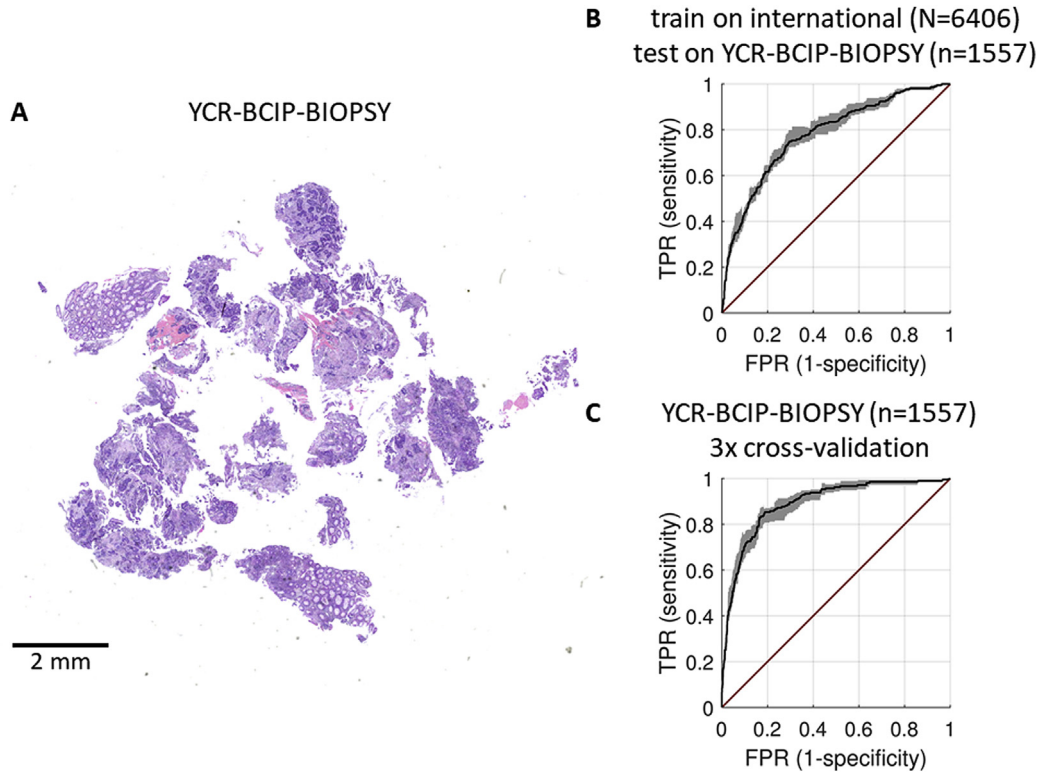 A
YCR-BCIP-BIOPSY
2 mm
B
train on international (N=6406)
test on YCR-BCIP-BIOPSY (n=1557)
1
0.8
0.6
0.4
0.2
0
TPR (sensitivity)
0.2 0.4 0.6 0.8 1
FPR (1-specificity)
C
YCR-BCIP-BIOPSY (n=1557)
3x cross-validation
1
0.8
0.6
0.4
0.2
0
TPR (sensitivity)
0 0.2 0.4 0.6 0.8 1
FPR (1-specificity)